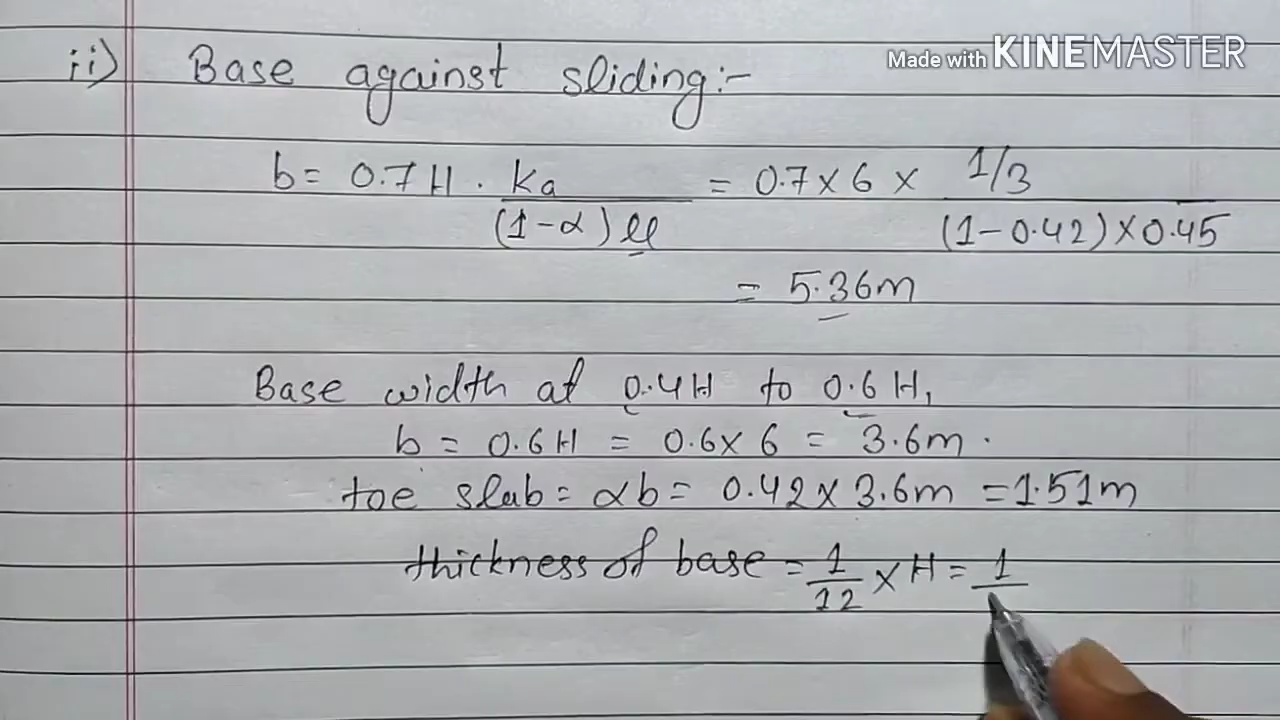 Made with KINEMASTER
ii) Base against sliding:-
b = 0.7H . ka / (1-α)μ = 0.7×6 × 1/3 / (1-0.42)×0.45
= 5.36m
Base width at 0.4H to 0.6H,
b = 0.6H = 0.6×6 = 3.6m.
toe slab = αb = 0.42×3.6m = 1.51m
thickness of base = 1/12 × H = 1